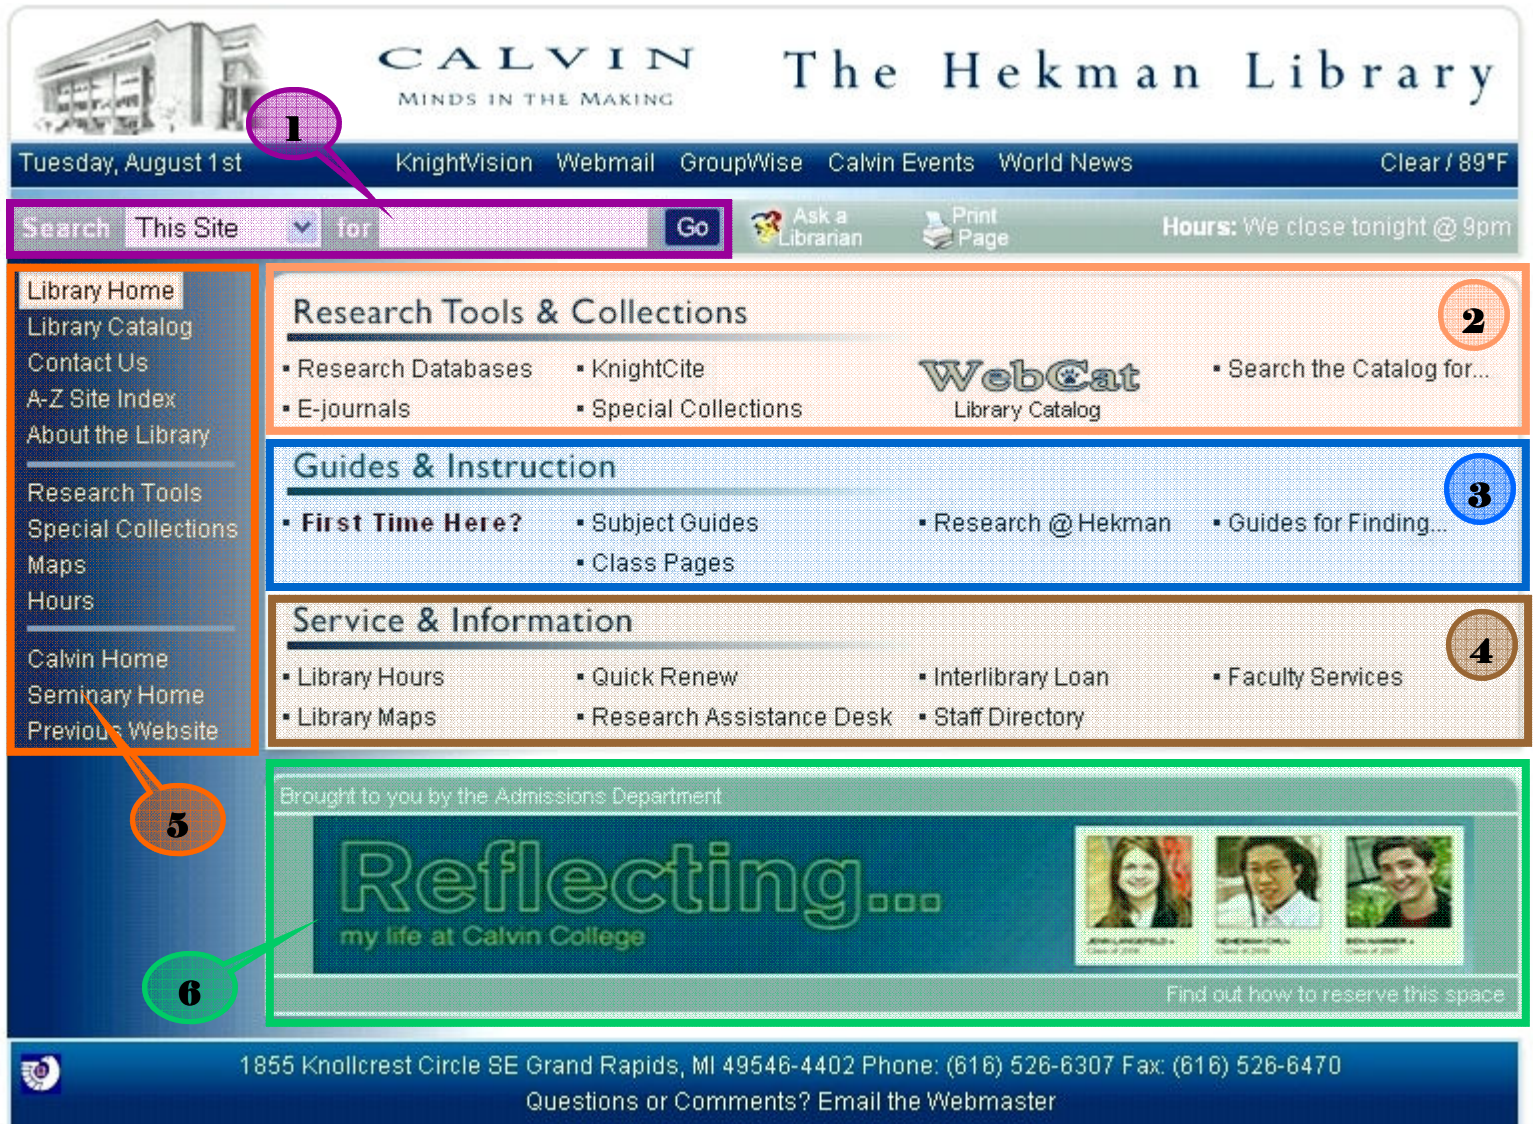 CALVIN
MINDS IN THE MAKING
The Hekman Library
1
Tuesday, August 1st KnightVision Webmail GroupWise Calvin Events World News Clear / 89°F
Search This Site for Go Ask a Librarian Print Page Hours: We close tonight @ 9pm
Library Home
Library Catalog
Contact Us
A-Z Site Index
About the Library
Research Tools
Special Collections
Maps
Hours
Calvin Home
Seminary Home
Previous Website
5
Research Tools & Collections
2
▪ Research Databases ▪ KnightCite WebCat ▪ Search the Catalog for...
▪ E-journals ▪ Special Collections Library Catalog
Guides & Instruction
3
▪ First Time Here? ▪ Subject Guides ▪ Research @ Hekman ▪ Guides for Finding...
▪ Class Pages
Service & Information
4
▪ Library Hours ▪ Quick Renew ▪ Interlibrary Loan ▪ Faculty Services
▪ Library Maps ▪ Research Assistance Desk ▪ Staff Directory
Brought to you by the Admissions Department
Reflecting...
my life at Calvin College
6
Find out how to reserve this space
1855 Knollcrest Circle SE Grand Rapids, MI 49546-4402 Phone: (616) 526-6307 Fax: (616) 526-6470
Questions or Comments? Email the Webmaster